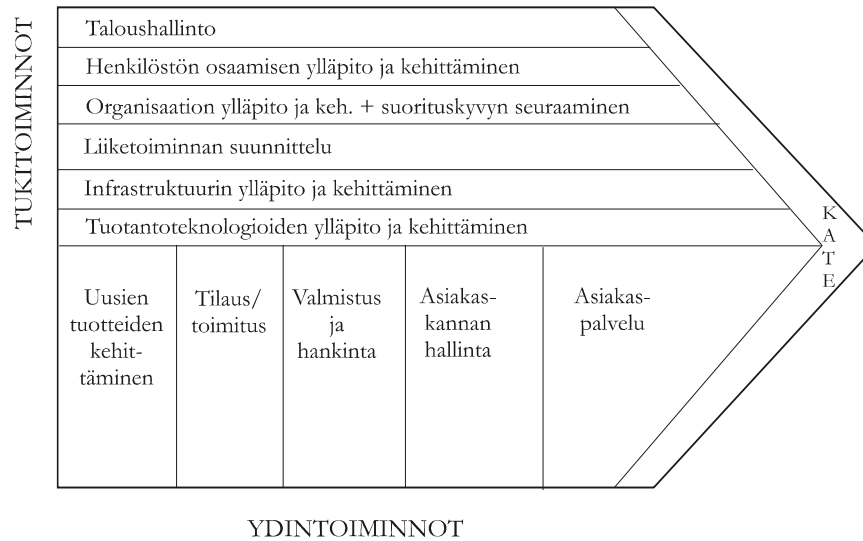 TUKITOIMINNOT
Taloushallinto
Henkilöstön osaamisen ylläpito ja kehittäminen
Organisaation ylläpito ja keh. + suorituskyvyn seuraaminen
Liiketoiminnan suunnittelu
Infrastruktuurin ylläpito ja kehittäminen
Tuotantoteknologioiden ylläpito ja kehittäminen
KATE
Uusien
tuotteiden
kehit-
täminen
Tilaus/
toimitus
Valmistus
ja
hankinta
Asiakas-
kannan
hallinta
Asiakas-
palvelu
YDINTOIMINNOT